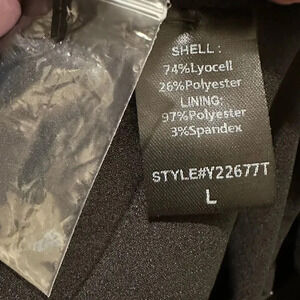 SHELL :
74%Lyocell
26%Polyester
LINING:
97%Polyester
3%Spandex
STYLE#Y22677T
L